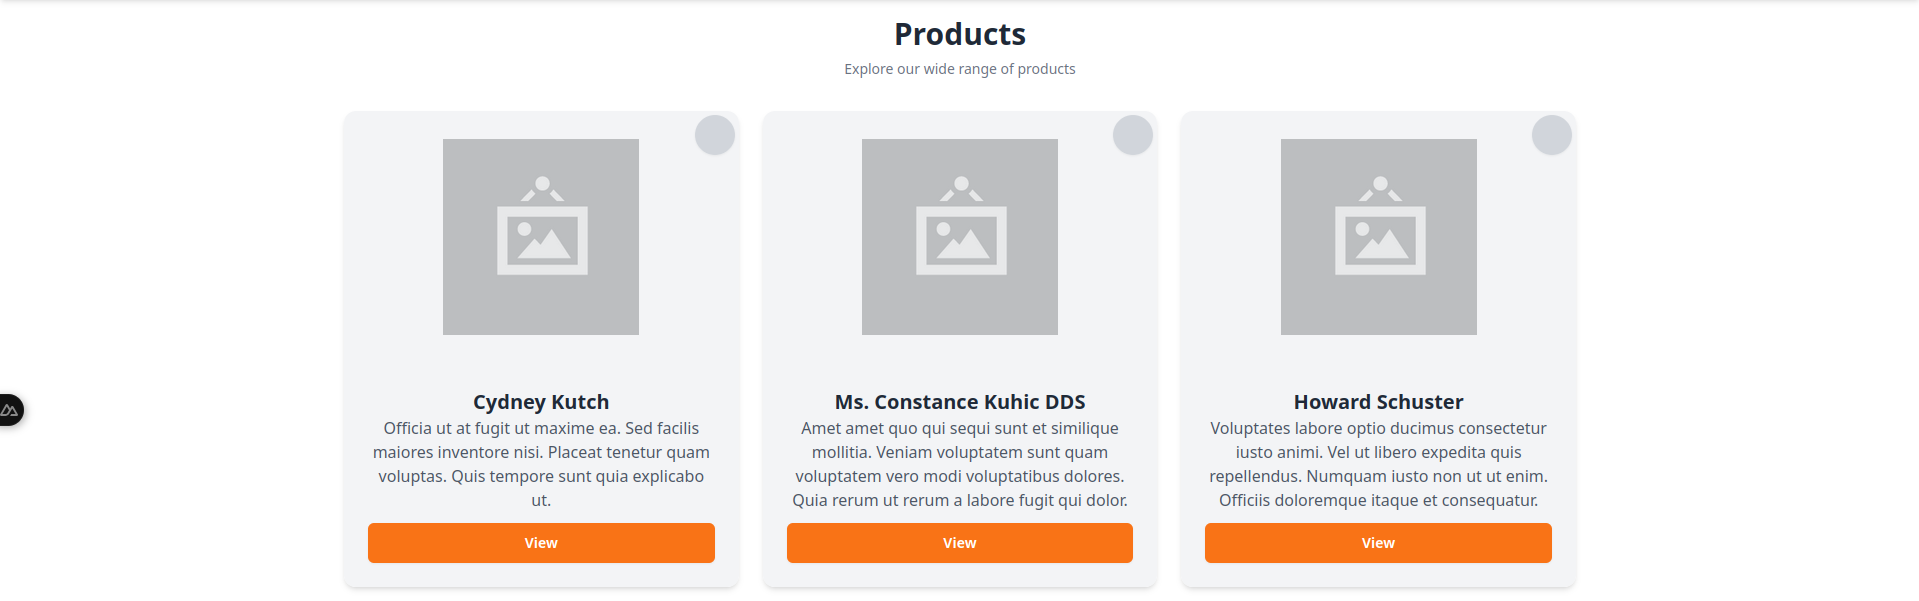 Products
Explore our wide range of products
Cydney Kutch
Officia ut at fugit ut maxime ea. Sed facilis
maiores inventore nisi. Placeat tenetur quam
voluptas. Quis tempore sunt quia explicabo
ut.
View
Ms. Constance Kuhic DDS
Amet amet quo qui sequi sunt et similique
mollitia. Veniam voluptatem sunt quam
voluptatem vero modi voluptatibus dolores.
Quia rerum ut rerum a labore fugit qui dolor.
View
Howard Schuster
Voluptates labore optio ducimus consectetur
iusto animi. Vel ut libero expedita quis
repellendus. Numquam iusto non ut ut enim.
Officiis doloremque itaque et consequatur.
View